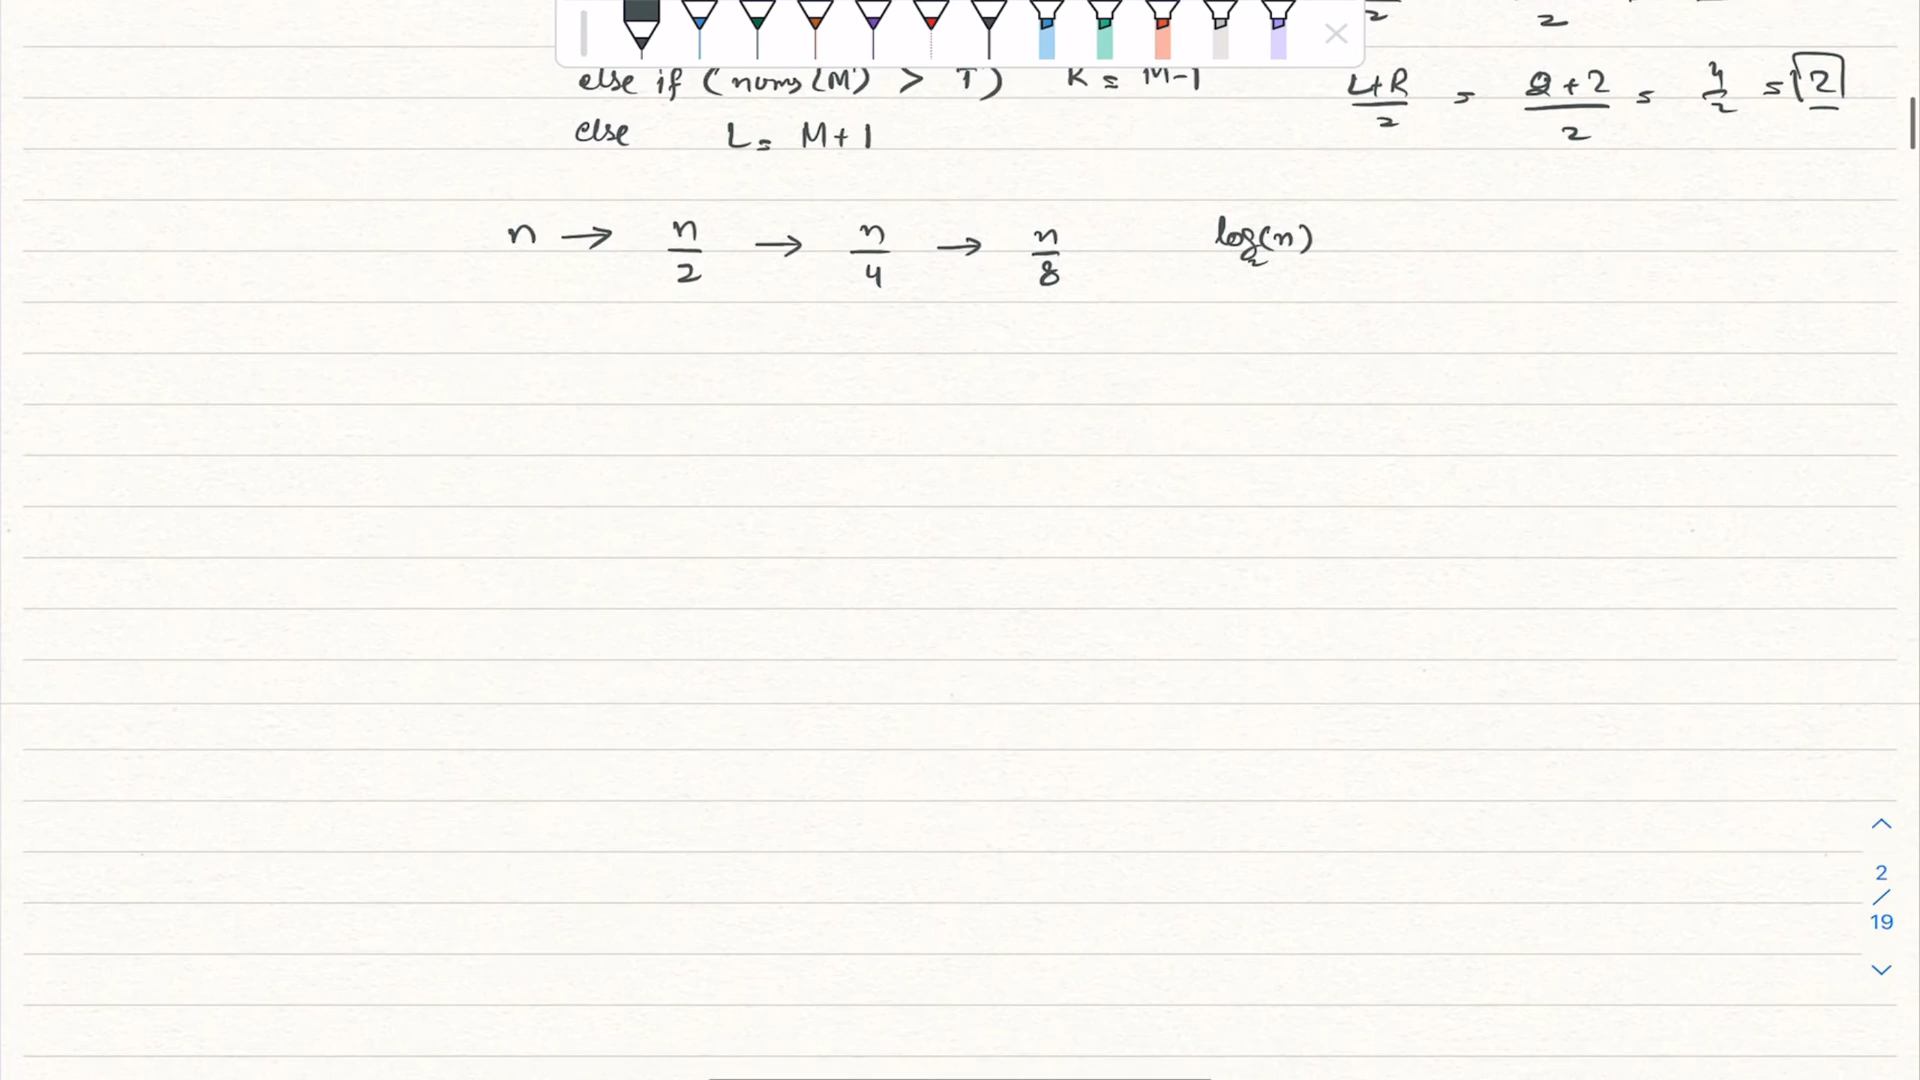 else if (nums(M) > T) R = M-1
else L = M+1
L+R/2 = 2+2/2 = 4/2 = 2
n → n/2 → n/4 → n/8 log₂(n)
2
/
19